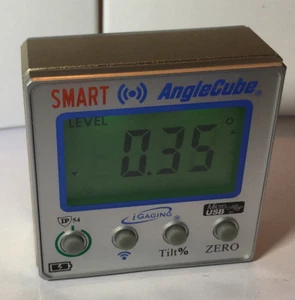 SMART AngleCube®
LEVEL
0.35
iGAGING®
IP54
Micro USB
Tilt% ZERO